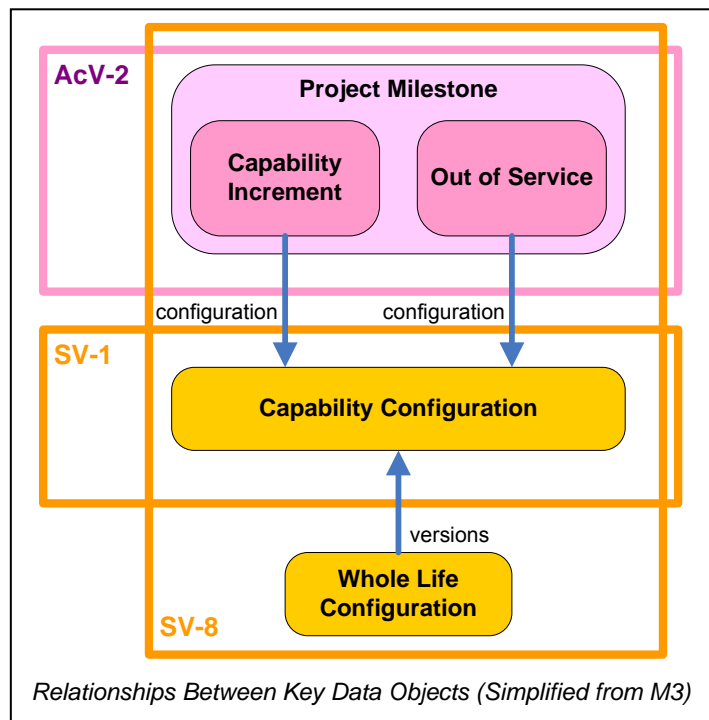 AcV-2
Project Milestone
Capability
Increment
Out of Service
configuration
configuration
SV-1
Capability Configuration
versions
Whole Life
Configuration
SV-8
Relationships Between Key Data Objects (Simplified from M3)